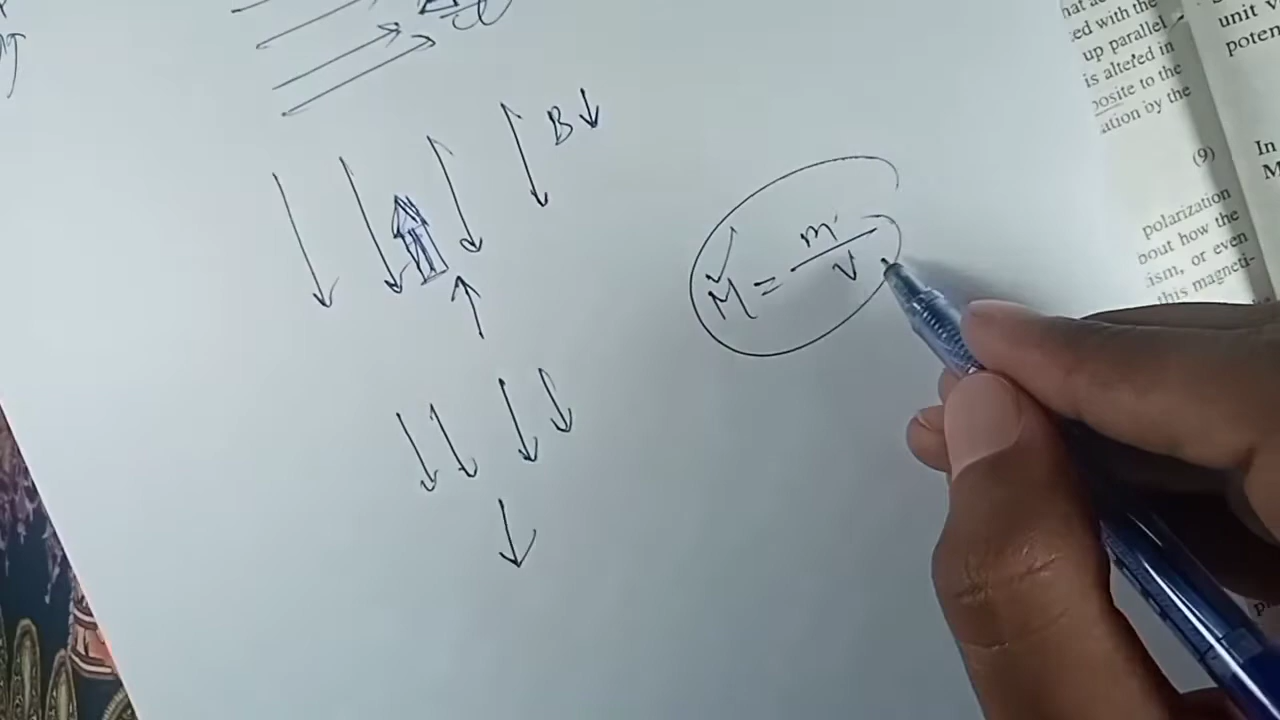 B ↓
M = m / V
ed with the
up parallel
is altered in
posite to the
ation by the
(9)
polarization
bout how the
ism, or even
this magneti-
unit v
poten
In
M